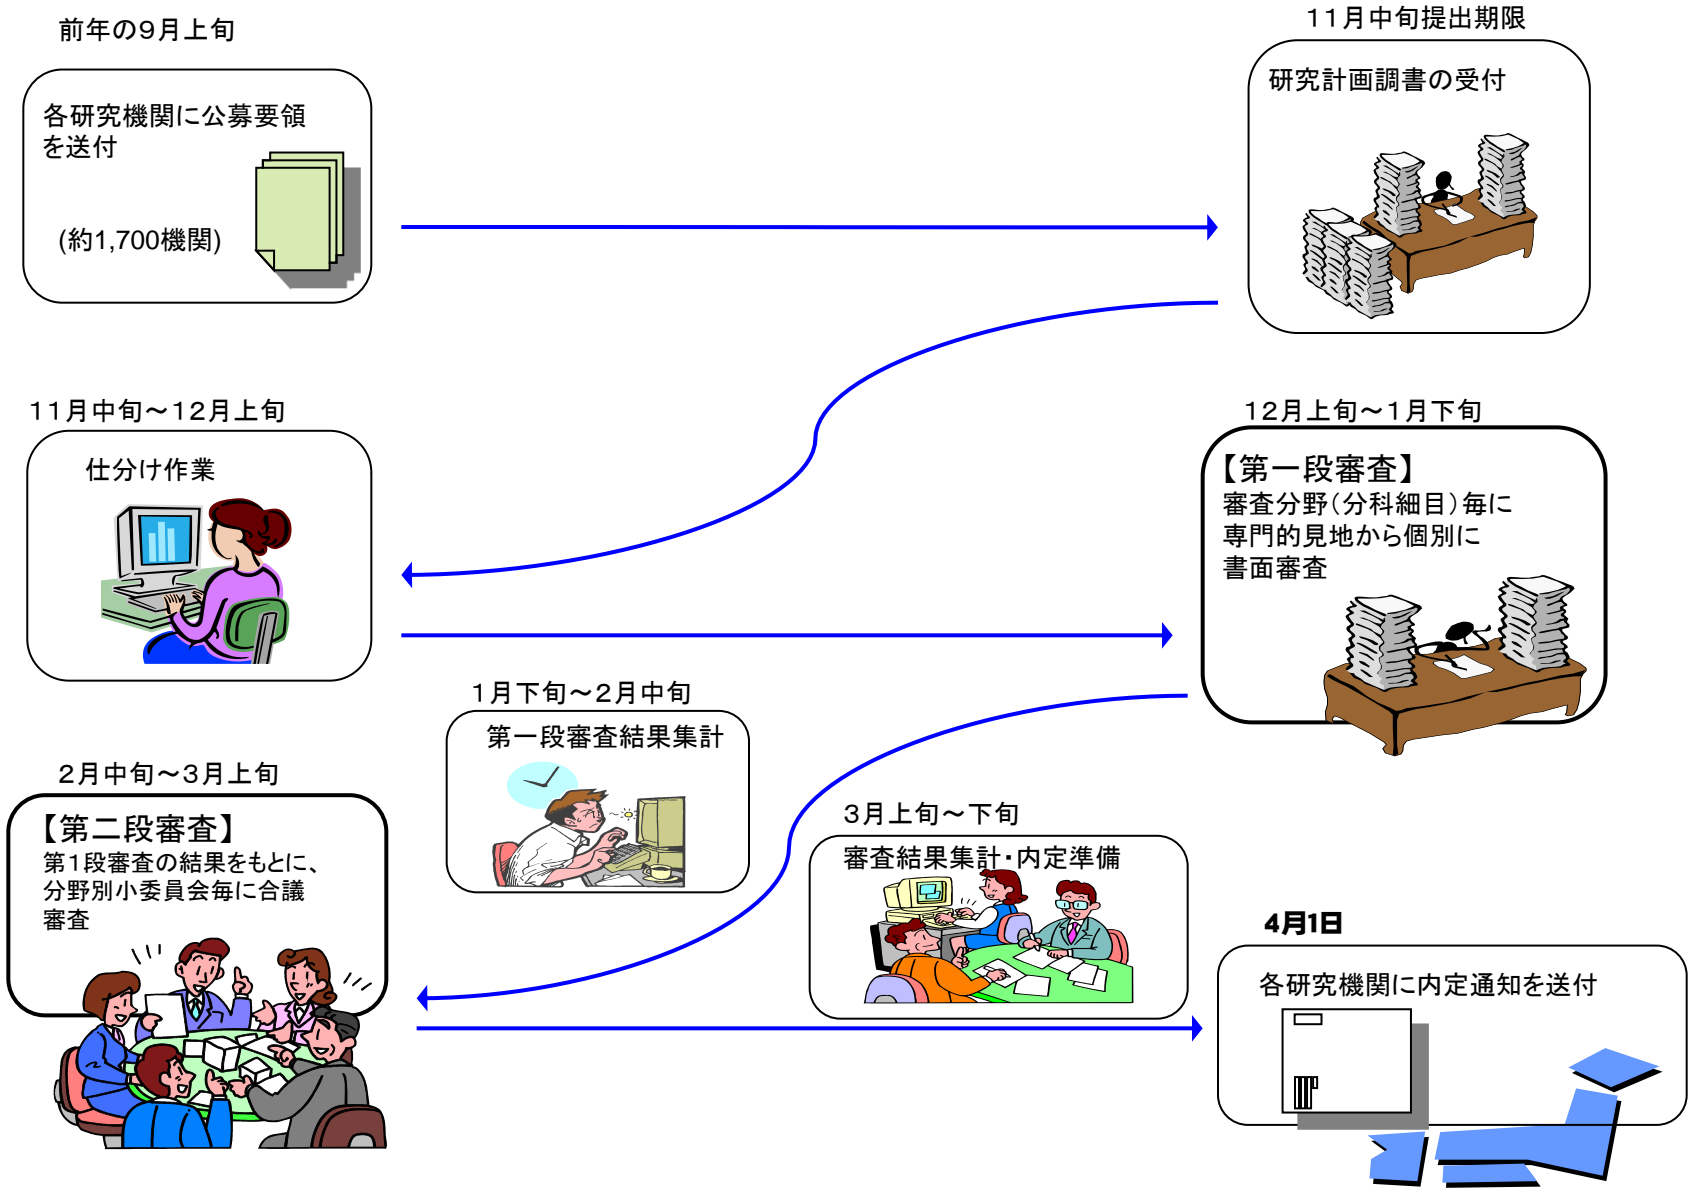 前年の9月上旬
各研究機関に公募要領
を送付
(約1,700機関)
11月中旬提出期限
研究計画調書の受付
11月中旬～12月上旬
仕分け作業
12月上旬～1月下旬
【第一段審査】
審査分野(分科細目)毎に
専門的見地から個別に
書面審査
1月下旬～2月中旬
第一段審査結果集計
2月中旬～3月上旬
【第二段審査】
第1段審査の結果をもとに、
分野別小委員会毎に合議
審査
3月上旬～下旬
審査結果集計・内定準備
4月1日
各研究機関に内定通知を送付